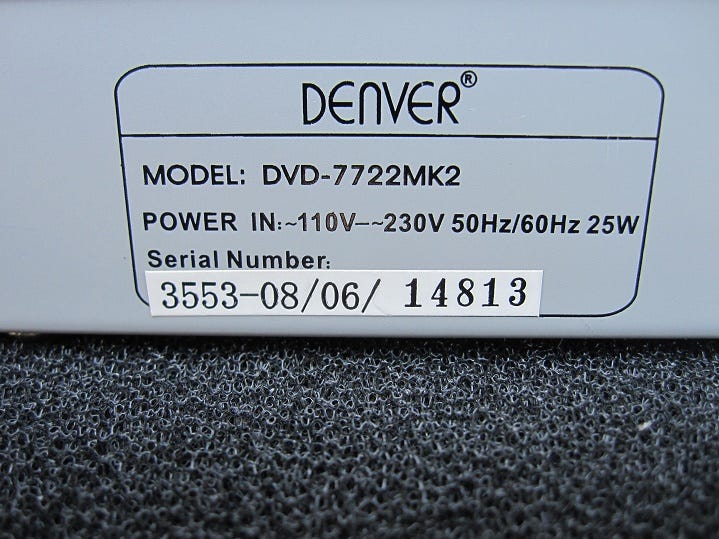 DENVER®
MODEL: DVD-7722MK2
POWER IN:~110V–~230V 50Hz/60Hz 25W
Serial Number:
3553-08/06/ 14813